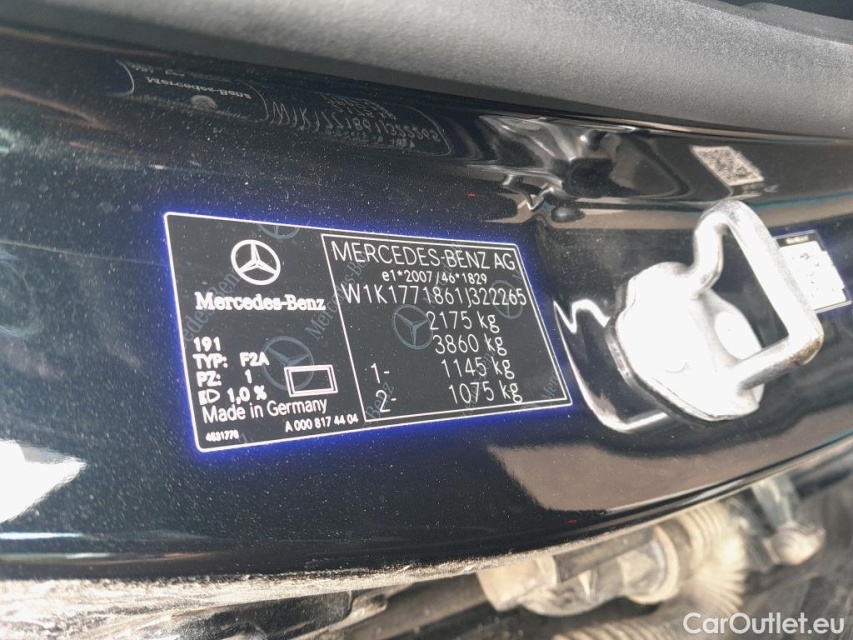 Mercedes-Benz
191
TYP: F2A
PZ: 1
1,0 %
Made in Germany
4631776
A 000 817 44 04
MERCEDES-BENZ AG
e1*2007/46*1829
W1K1771861J322265
2175 kg
3860 kg
1- 1145 kg
2- 1075 kg
CarOutlet.eu